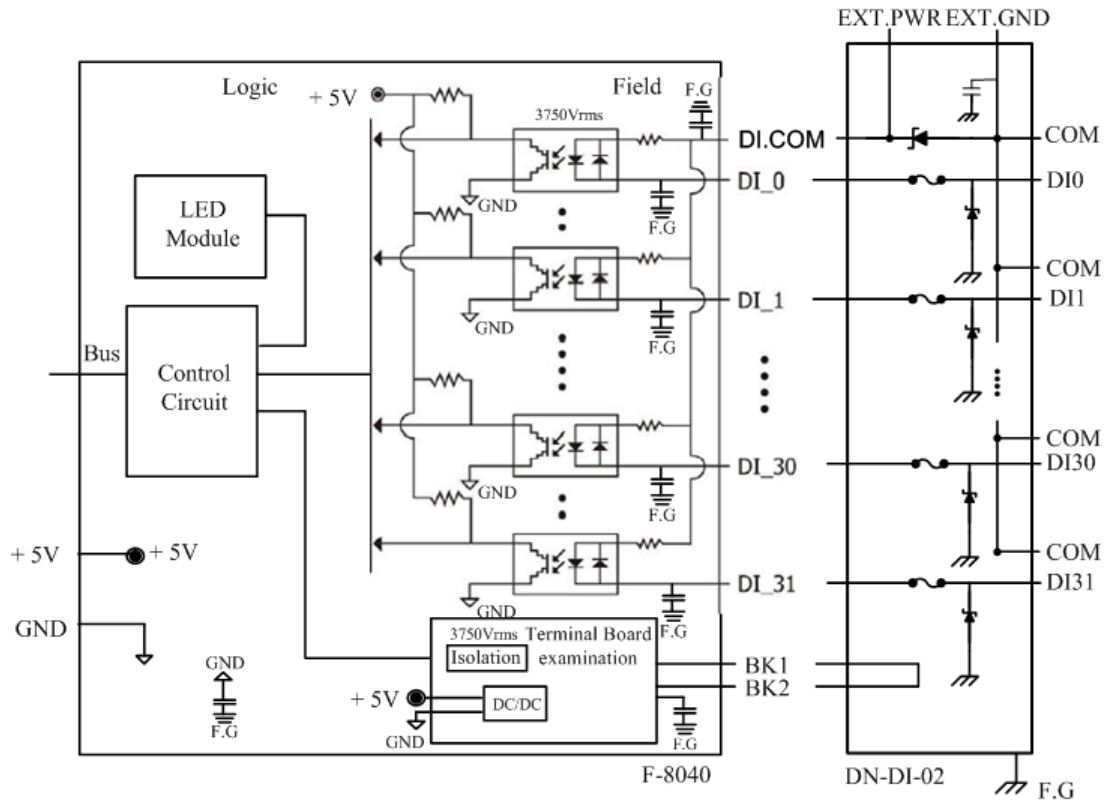 EXT.PWR EXT.GND
Logic
Field
F.G
+ 5V
3750Vrms
DI.COM
COM
DI_0
DI0
GND
F.G
LED
Module
COM
DI_1
DI1
GND
F.G
Bus
Control
Circuit
COM
DI_30
DI30
GND
F.G
+ 5V
+ 5V
COM
DI_31
DI31
GND
F.G
GND
3750Vrms
Terminal Board
examination
Isolation
BK1
BK2
GND
F.G
+ 5V
DC/DC
GND
F.G
F-8040
DN-DI-02
F.G